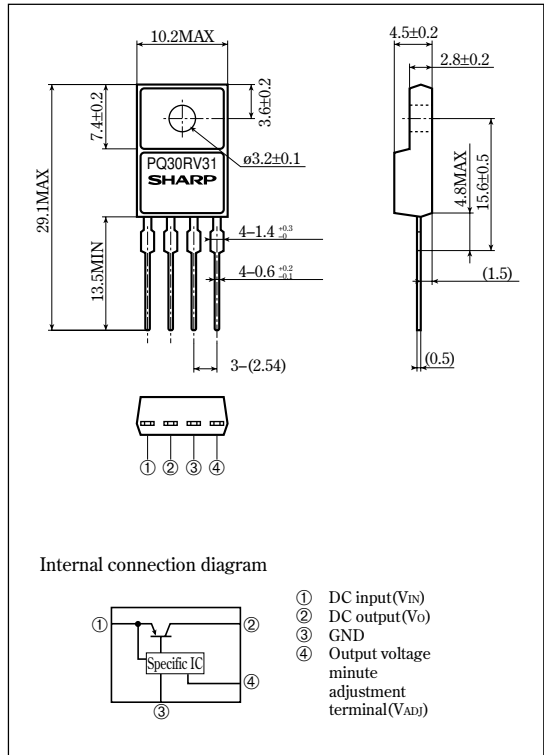 10.2MAX
4.5±0.2
2.8±0.2
3.6±0.2
7.4±0.2
29.1MAX
ø3.2±0.1
PQ30RV31
SHARP
4.8MAX
15.6±0.5
13.5MIN
4–1.4 +0.3 –0
4–0.6 +0.2 –0.1
(1.5)
3–(2.54)
(0.5)
① ② ③ ④
Internal connection diagram
① ②
Specific IC
④
③
① DC input(VIN)
② DC output(VO)
③ GND
④ Output voltage
minute
adjustment
terminal(VADJ)